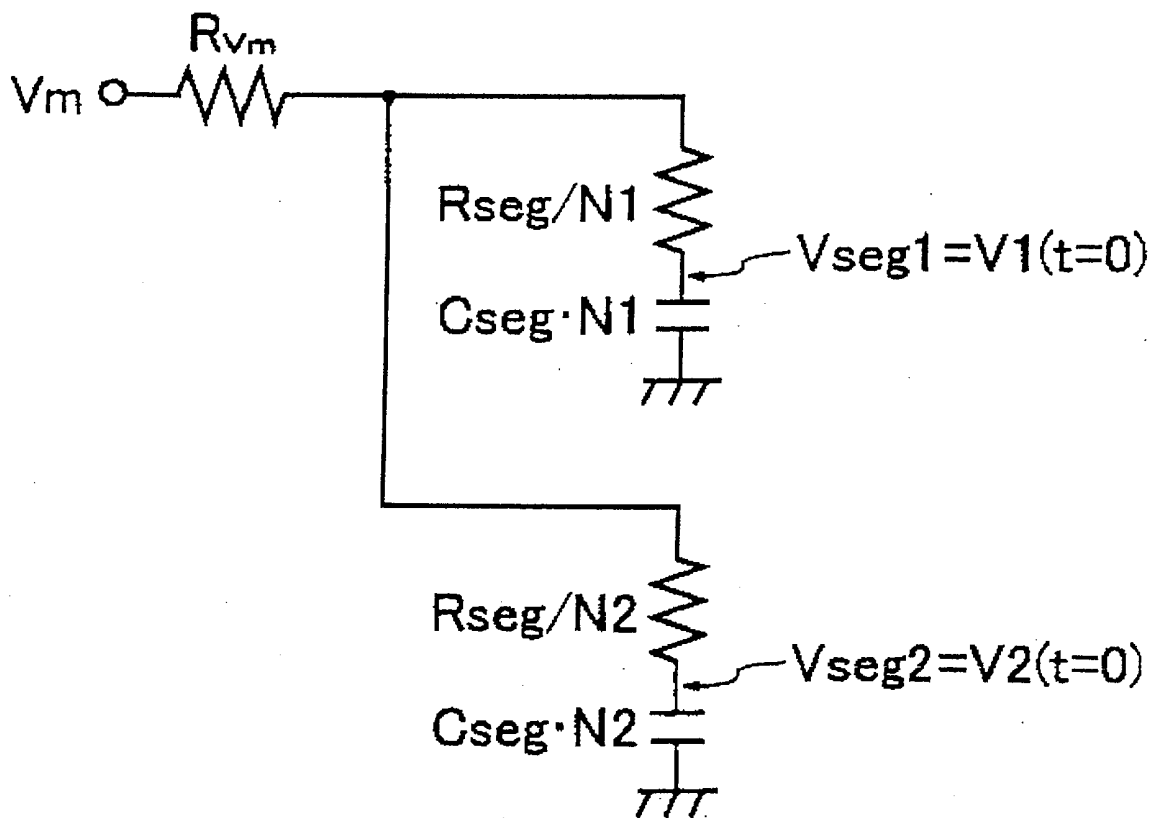 Rvm
Vm
Rseg/N1
Vseg1=V1(t=0)
Cseg·N1
Rseg/N2
Vseg2=V2(t=0)
Cseg·N2